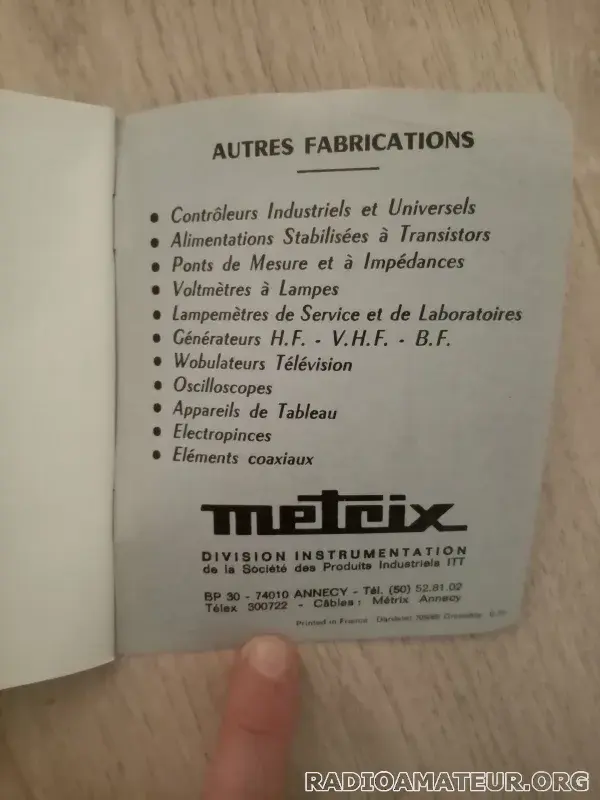 AUTRES FABRICATIONS
• Contrôleurs Industriels et Universels
• Alimentations Stabilisées à Transistors
• Ponts de Mesure et à Impédances
• Voltmètres à Lampes
• Lampemètres de Service et de Laboratoires
• Générateurs H.F. - V.H.F. - B.F.
• Wobulateurs Télévision
• Oscilloscopes
• Appareils de Tableau
• Electropinces
• Eléments coaxiaux
metrix
DIVISION INSTRUMENTATION
de la Société des Produits Industriels ITT
BP 30 - 74010 ANNECY - Tél. (50) 52.81.02
Télex 300722 - Câbles : Métrix Annecy
Printed in France
RADIOAMATEUR.ORG